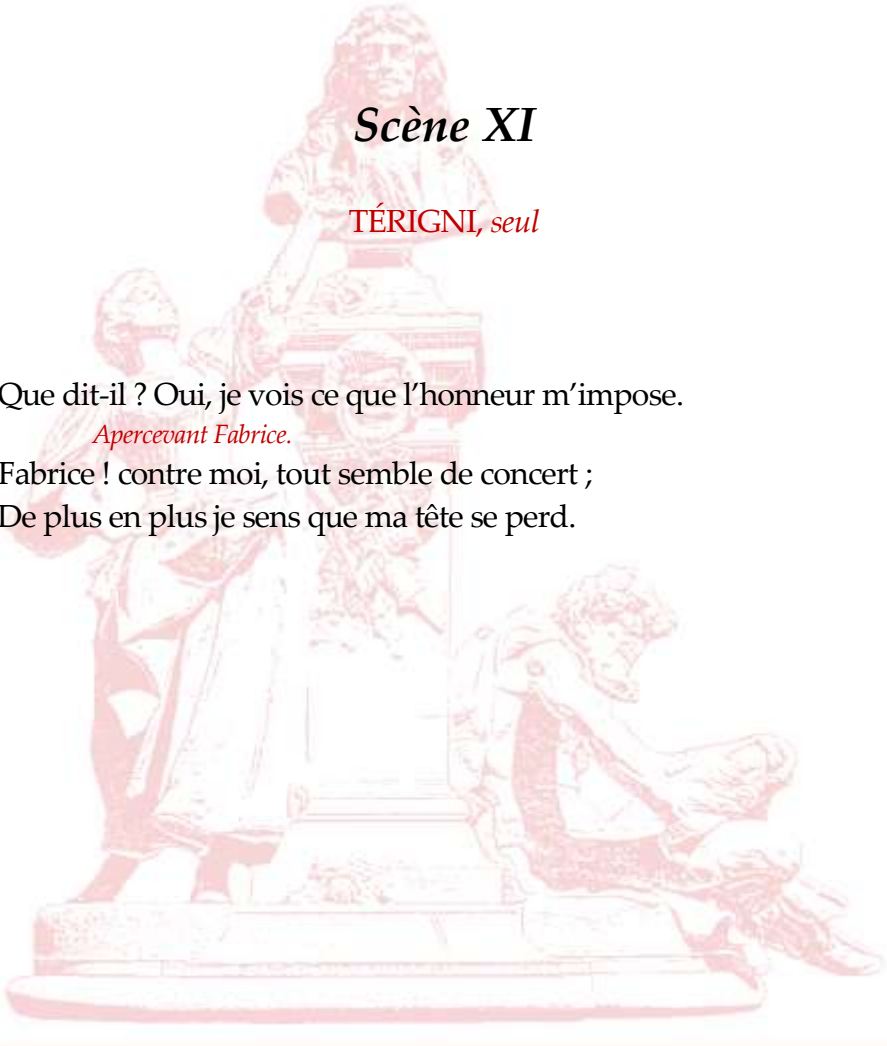 Scène XI
TÉRIGNI, seul
Que dit-il ? Oui, je vois ce que l’honneur m’impose.
Apercevant Fabrice.
Fabrice ! contre moi, tout semble de concert ;
De plus en plus je sens que ma tête se perd.